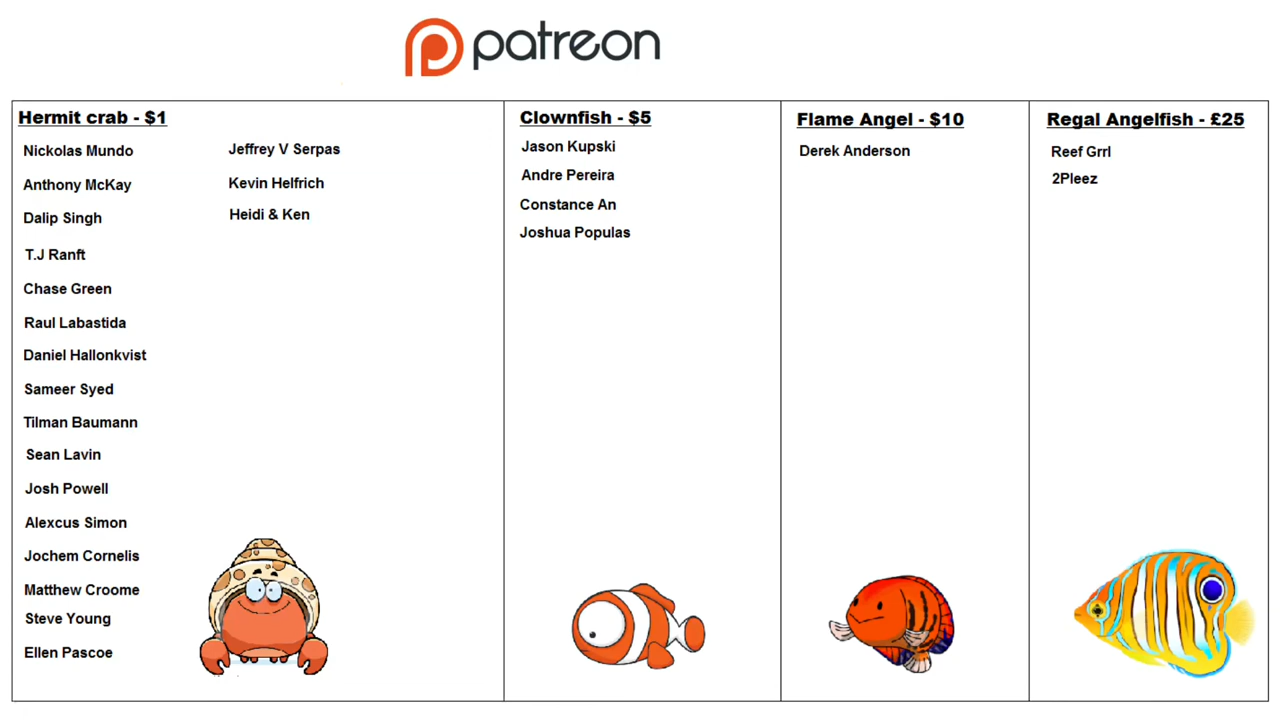 patreon
Hermit crab - $1
Nickolas Mundo
Anthony McKay
Dalip Singh
T.J Ranft
Chase Green
Raul Labastida
Daniel Hallonkvist
Sameer Syed
Tilman Baumann
Sean Lavin
Josh Powell
Alexcus Simon
Jochem Cornelis
Matthew Croome
Steve Young
Ellen Pascoe
Jeffrey V Serpas
Kevin Helfrich
Heidi & Ken
Clownfish - $5
Jason Kupski
Andre Pereira
Constance An
Joshua Populas
Flame Angel - $10
Derek Anderson
Regal Angelfish - £25
Reef Grrl
2Pleez